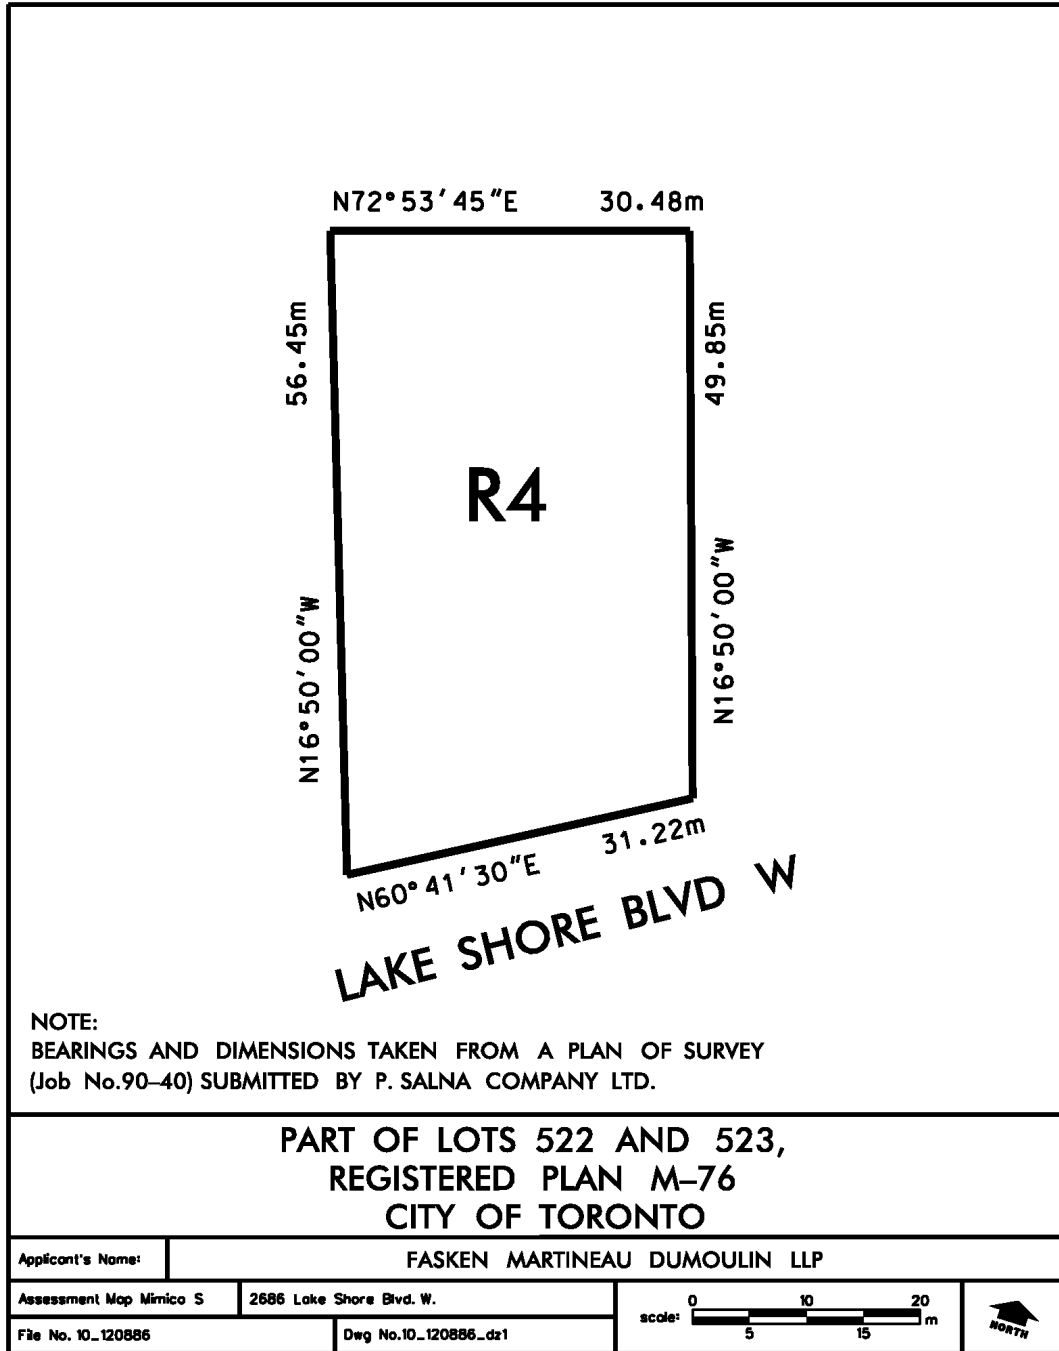 N72°53'45"E 30.48m
56.45m
49.85m
R4
N16°50'00"W
N16°50'00"W
31.22m
N60°41'30"E
LAKE SHORE BLVD W
NOTE:
BEARINGS AND DIMENSIONS TAKEN FROM A PLAN OF SURVEY
(Job No.90–40) SUBMITTED BY P. SALNA COMPANY LTD.
PART OF LOTS 522 AND 523,
REGISTERED PLAN M–76
CITY OF TORONTO
Applicant's Name: FASKEN MARTINEAU DUMOULIN LLP
Assessment Map Mimico S 2686 Lake Shore Blvd. W.
File No. 10_120886 Dwg No.10_120886_dz1
scale: 0 10 20 m
5 15
NORTH